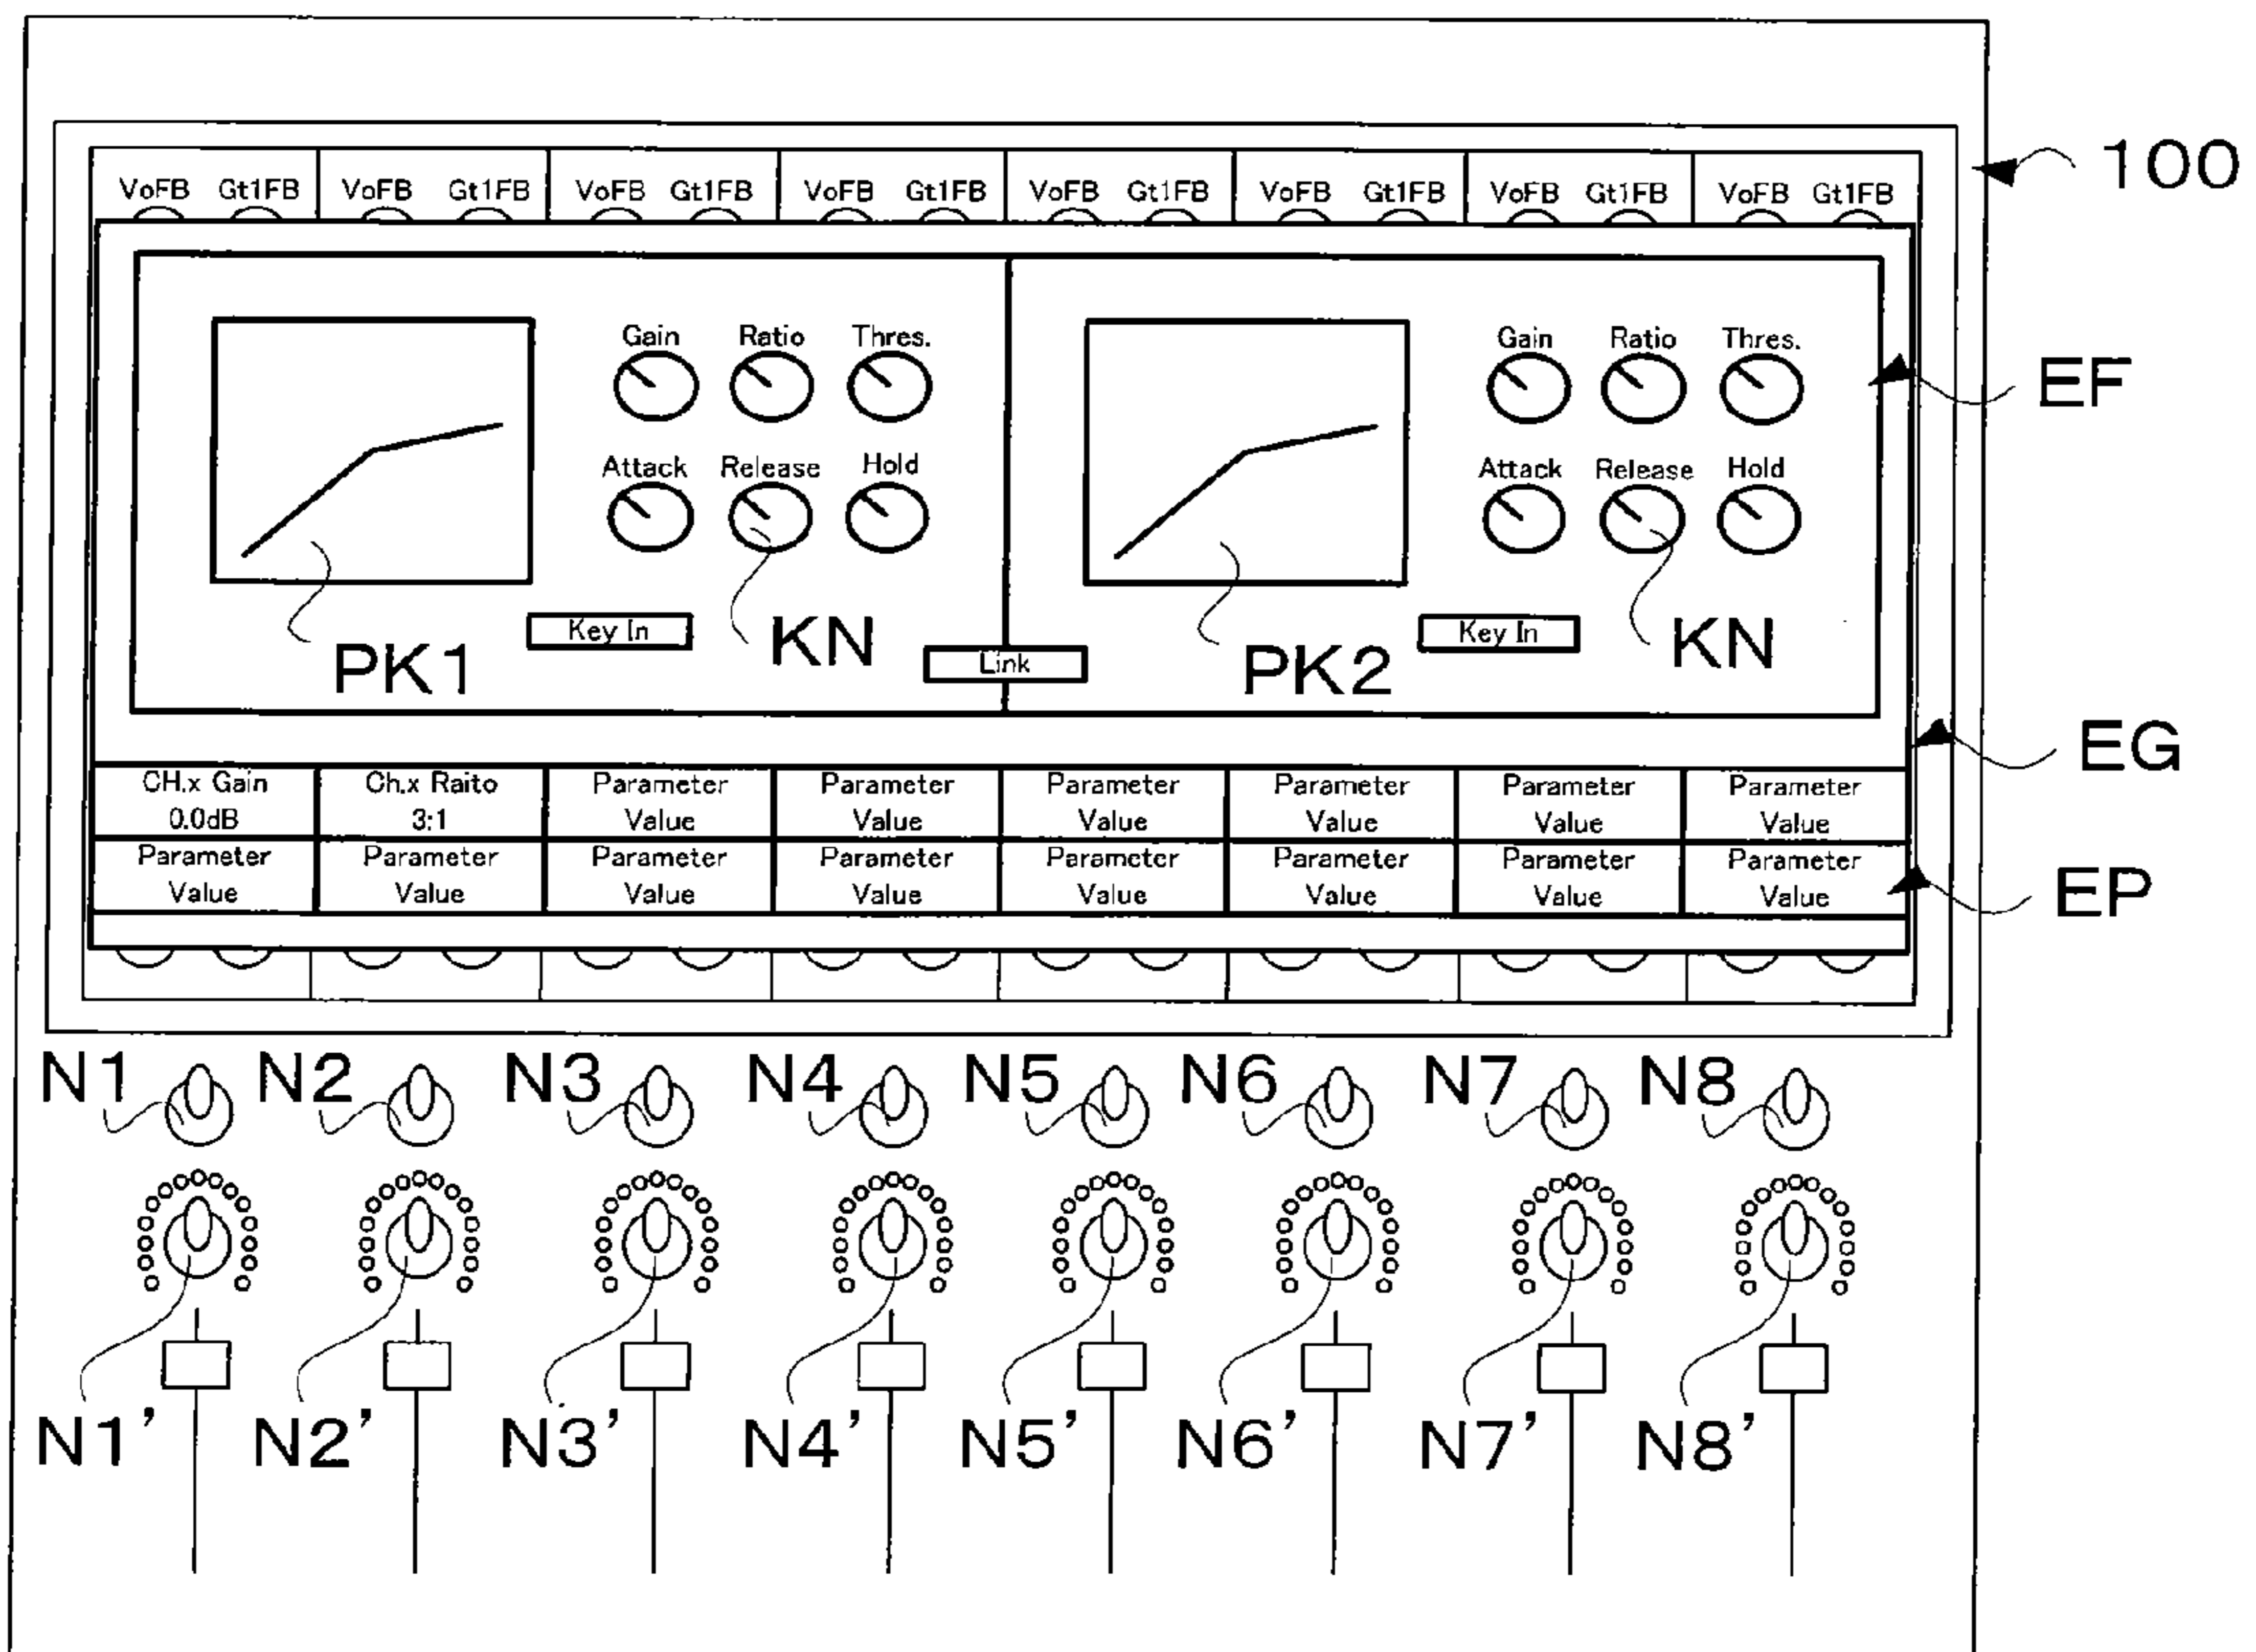 100
VoFB Gt1FB VoFB Gt1FB VoFB Gt1FB VoFB Gt1FB VoFB Gt1FB VoFB Gt1FB VoFB Gt1FB VoFB Gt1FB
Gain Ratio Thres. Gain Ratio Thres.
EF
Attack Release Hold Attack Release Hold
Key In Key In
PK1 KN Link PK2 KN
EG
CH.x Gain Ch.x Raito Parameter Parameter Parameter Parameter Parameter Parameter
0.0dB 3:1 Value Value Value Value Value Value
Parameter Parameter Parameter Parameter Parameter Parameter Parameter Parameter
Value Value Value Value Value Value Value Value
EP
N1 N2 N3 N4 N5 N6 N7 N8
N1' N2' N3' N4' N5' N6' N7' N8'